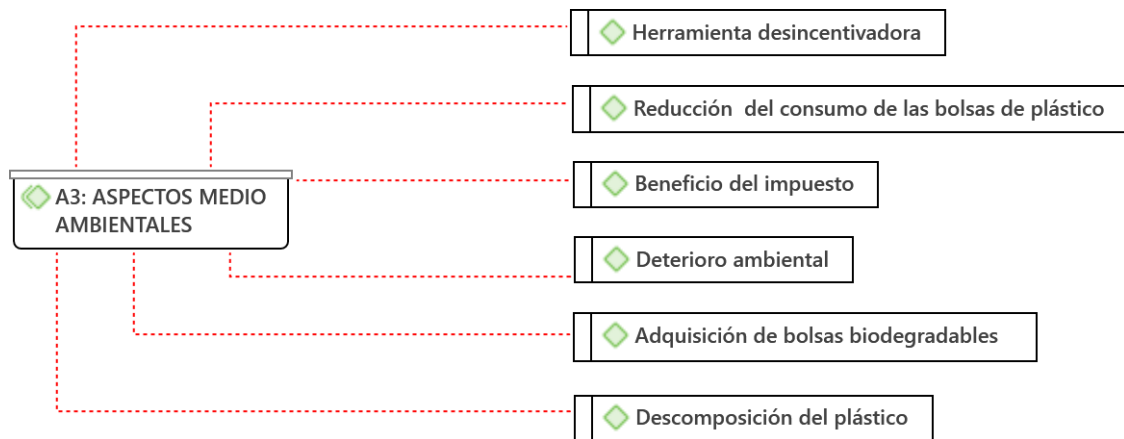 Herramienta desincentivadora
Reducción del consumo de las bolsas de plástico
A3: ASPECTOS MEDIO
AMBIENTALES
Beneficio del impuesto
Deterioro ambiental
Adquisición de bolsas biodegradables
Descomposición del plástico